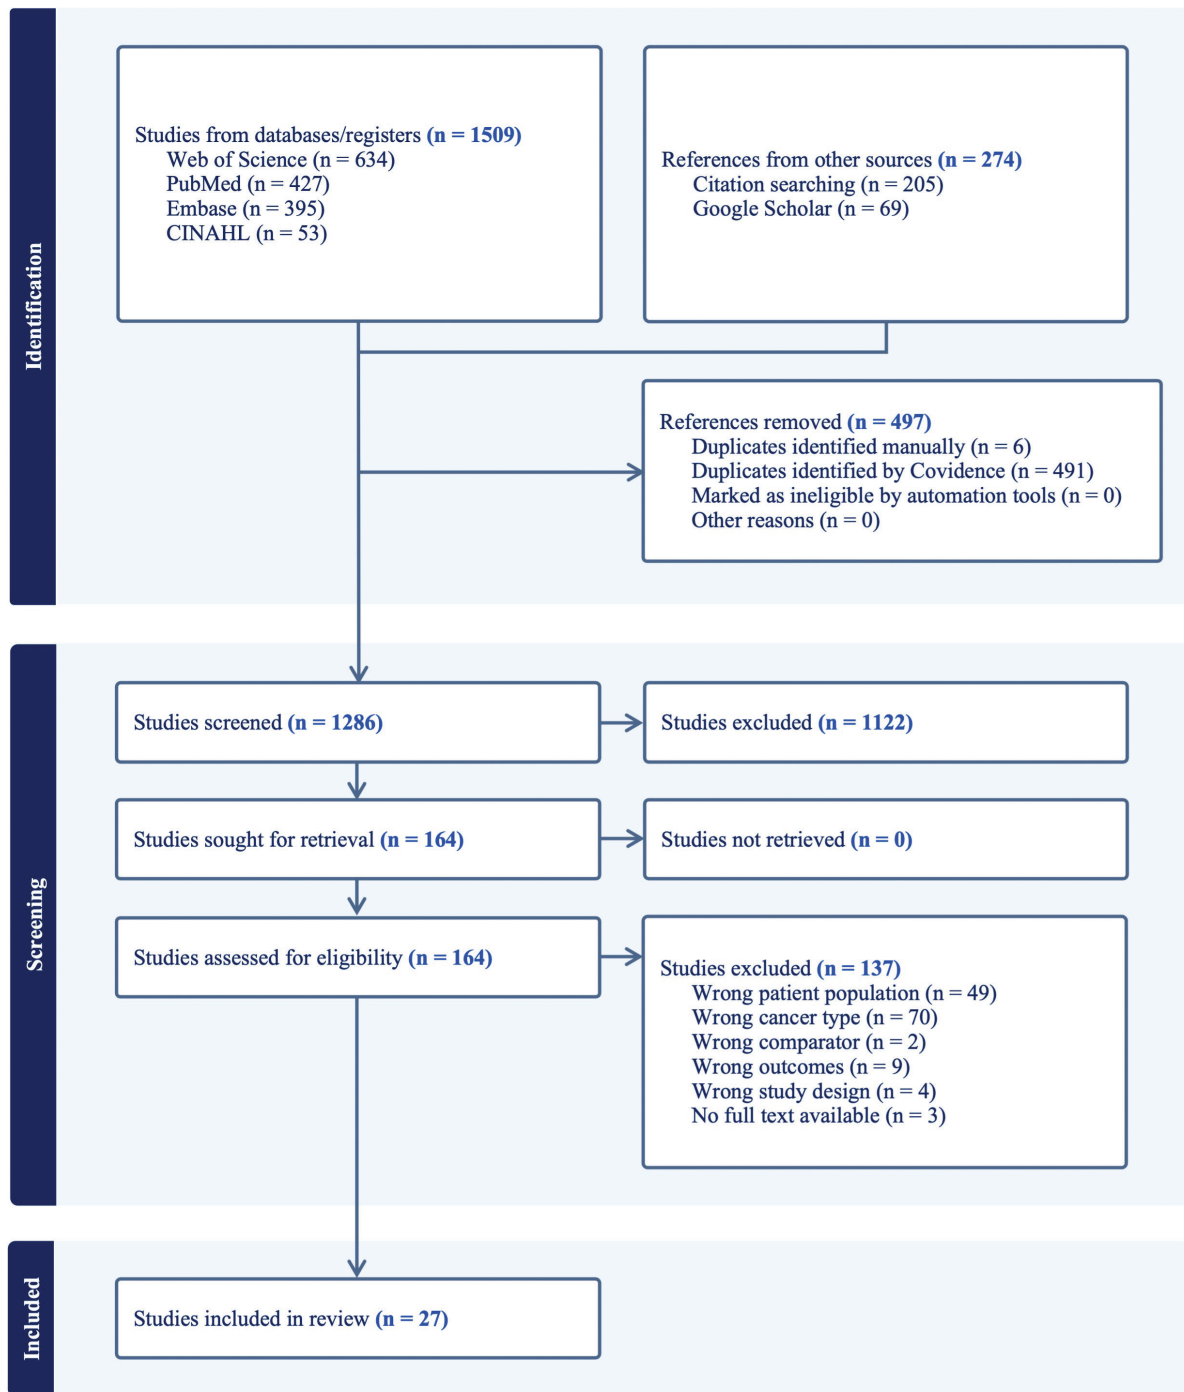 Identification
Studies from databases/registers (n = 1509)
Web of Science (n = 634)
PubMed (n = 427)
Embase (n = 395)
CINAHL (n = 53)
References from other sources (n = 274)
Citation searching (n = 205)
Google Scholar (n = 69)
References removed (n = 497)
Duplicates identified manually (n = 6)
Duplicates identified by Covidence (n = 491)
Marked as ineligible by automation tools (n = 0)
Other reasons (n = 0)
Screening
Studies screened (n = 1286)
Studies excluded (n = 1122)
Studies sought for retrieval (n = 164)
Studies not retrieved (n = 0)
Studies assessed for eligibility (n = 164)
Studies excluded (n = 137)
Wrong patient population (n = 49)
Wrong cancer type (n = 70)
Wrong comparator (n = 2)
Wrong outcomes (n = 9)
Wrong study design (n = 4)
No full text available (n = 3)
Included
Studies included in review (n = 27)